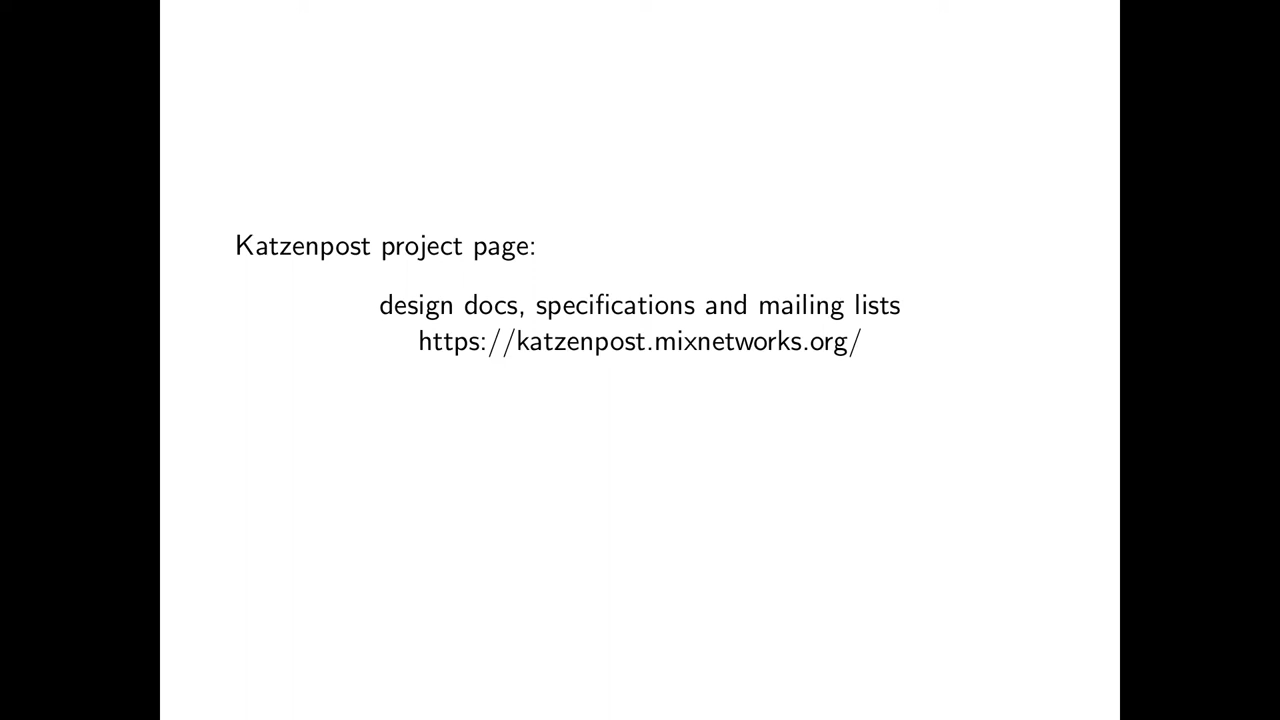 Katzenpost project page:
design docs, specifications and mailing lists
https://katzenpost.mixnetworks.org/